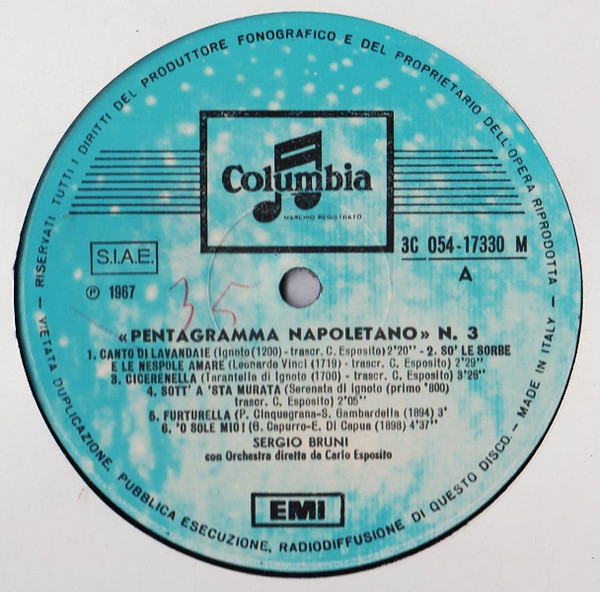 RISERVATI TUTTI I DIRITTI DEL PRODUTTORE FONOGRAFICO E DEL PROPRIETARIO DELL'OPERA RIPRODOTTA — MADE IN ITALY —
VIETATA DUPLICAZIONE, PUBBLICA ESECUZIONE, RADIODIFFUSIONE DI QUESTO DISCO. —
Columbia
MARCHIO REGISTRATO
S.I.A.E.
3C 054-17330 M
A
℗ 1967
35
«PENTAGRAMMA NAPOLETANO» N. 3
1. CANTO DI LAVANDAIE (Ignoto (1200) - trascr. C. Esposito) 2'20" - 2. SO' LE SORBE
E LE NESPOLE AMARE (Leonardo Vinci (1719) - trascr. C. Esposito) 2'29"
3. CICERENELLA (Tarantella di Ignoto (1700) - trascr. C. Esposito) 3'26"
4. SOTT' A 'STA MURATA (Serenata di Ignoto (primo '800)
trascr. C. Esposito) 2'05"
5. FURTURELLA (P. Cinquegrana-S. Gambardella (1894) 3'
6. 'O SOLE MIO! (G. Capurro-E. Di Capua (1898) 4'37"
SERGIO BRUNI
con Orchestra diretta da Carlo Esposito
EMI